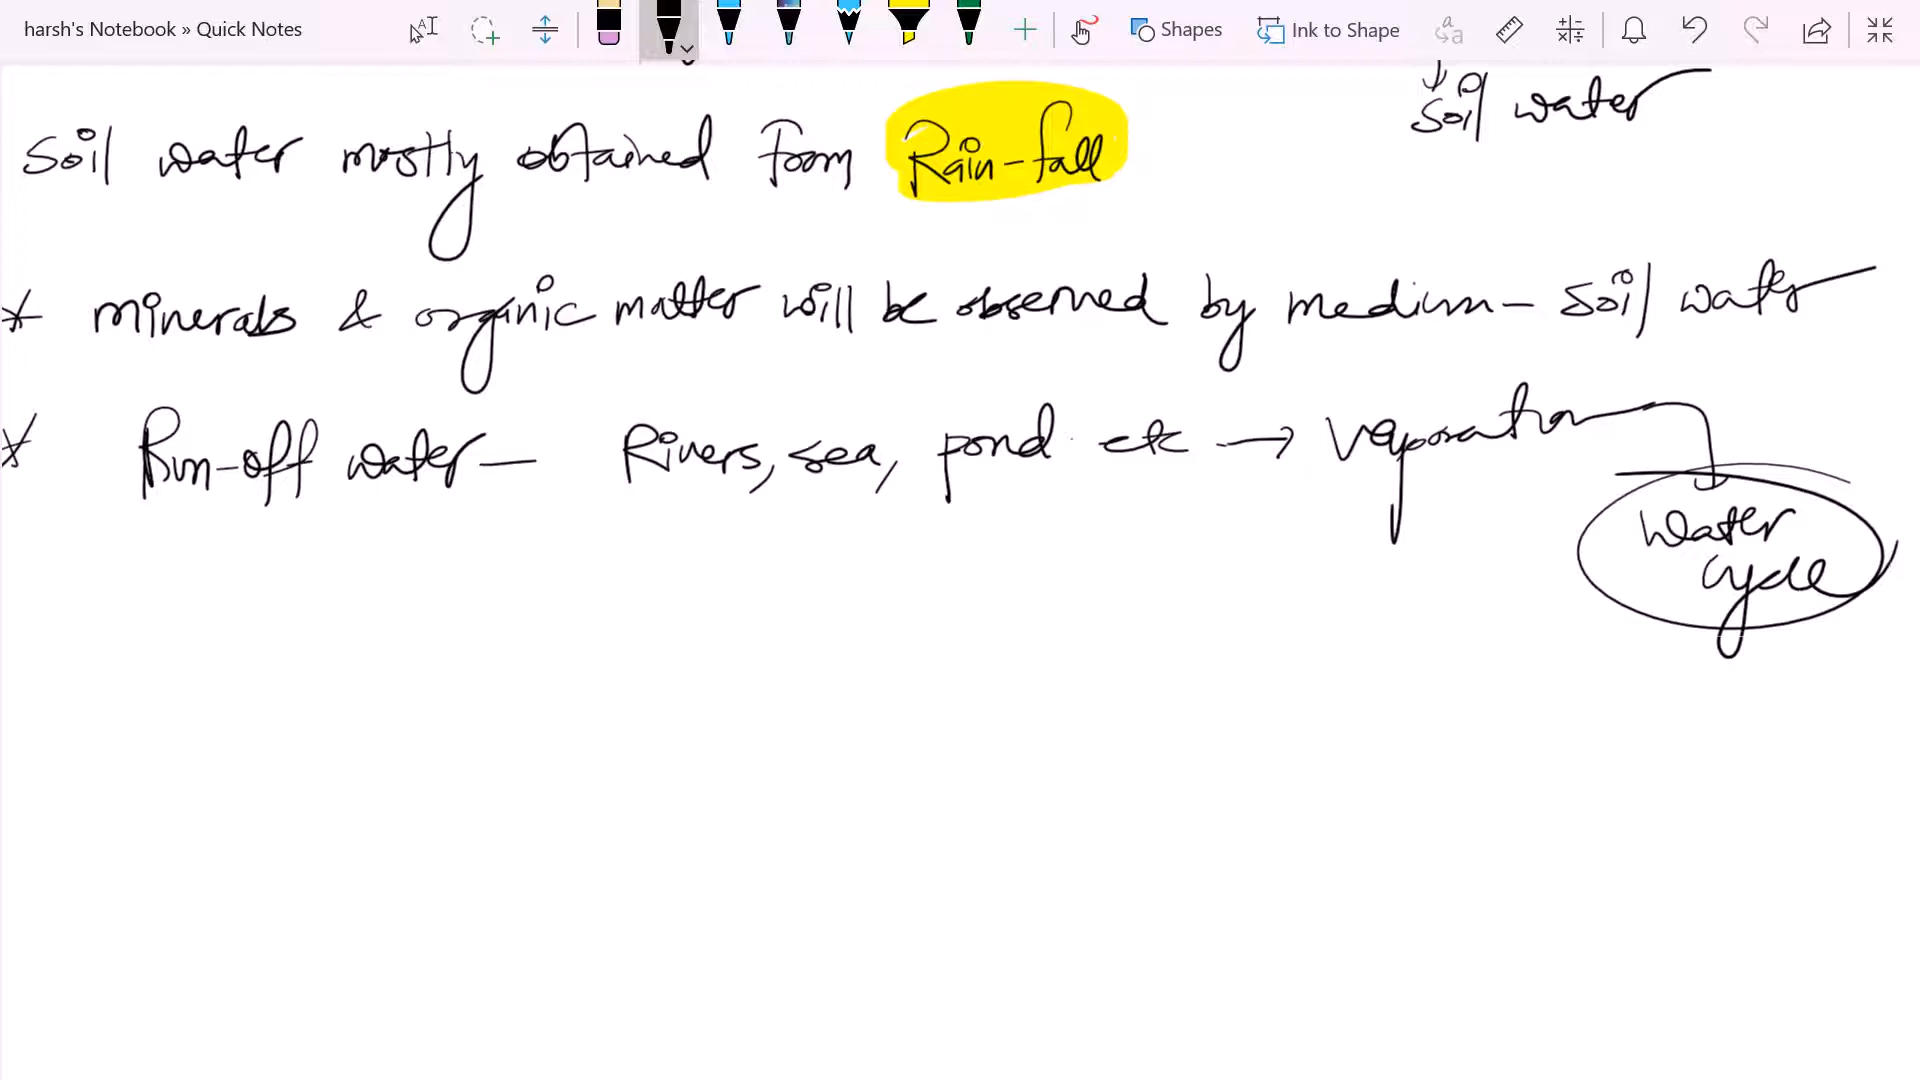 harsh's Notebook » Quick Notes
Shapes
Ink to Shape
soil water
soil water mostly obtained form Rain-fall
* minerals & organic matter will be observed by medium - soil water
* Run-off water - Rivers, sea, pond etc → vaporation
water
cycle